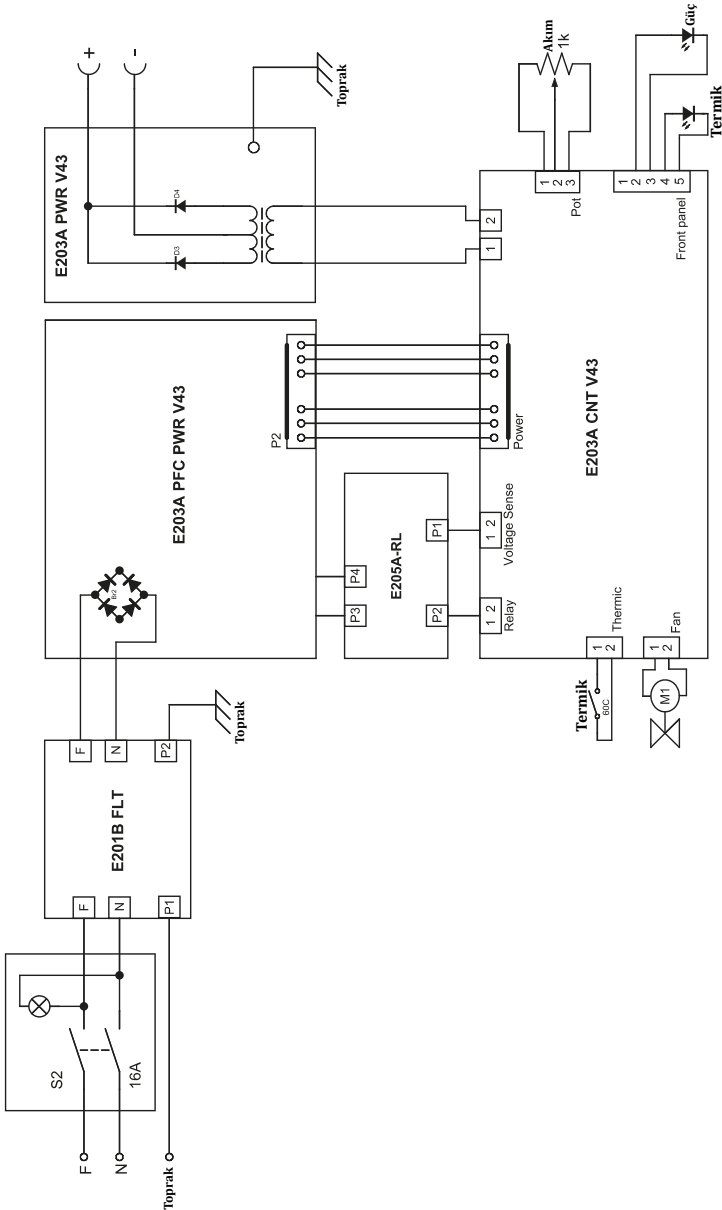 F
N
Toprak
S2
16A
F
N
P1
E201B FLT
F
N
P2
Toprak
Br2
E203A PFC PWR V43
P2
E203A PWR V43
D3
D4
+
-
Toprak
P3
P4
E205A-RL
P2
P1
1 2
Relay
1 2
Voltage Sense
Power
1
2
E203A CNT V43
Termik
60C
1
2
Thermic
M1
1
2
Fan
Akım
1k
1
2
3
Pot
Güç
Termik
1
2
3
4
5
Front panel